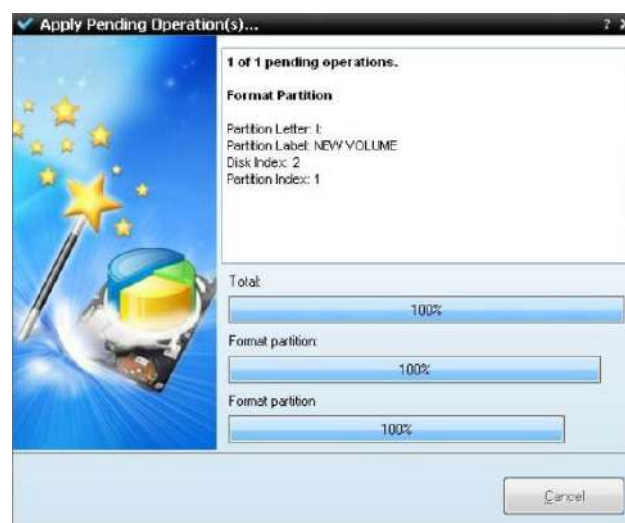 Apply Pending Operation(s)...
1 of 1 pending operations.
Format Partition
Partition Letter: I:
Partition Label: NEW VOLUME
Disk Index: 2
Partition Index: 1
Total:
100%
Format partition:
100%
Format partition
100%
Cancel